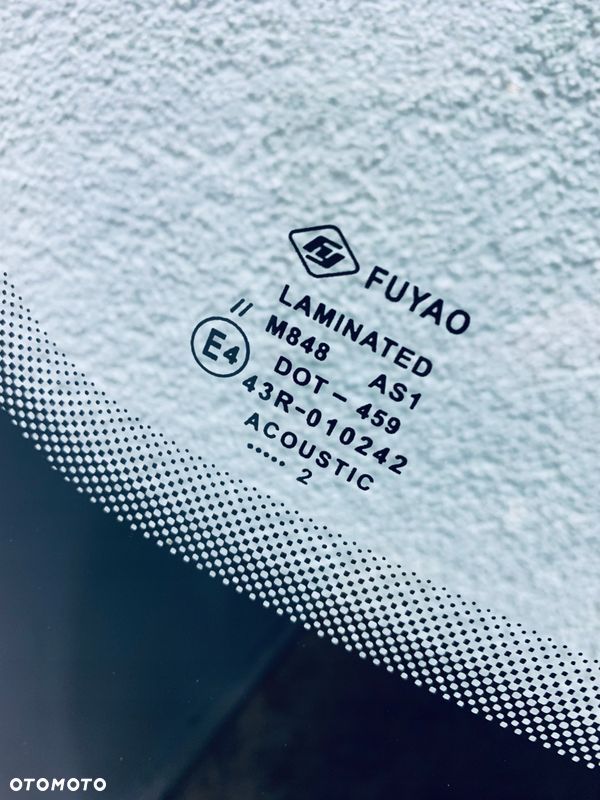 FUYAO
LAMINATED
//
M848 AS1
E4
DOT - 459
43R-010242
ACOUSTIC
..... 2
OTOMOTO